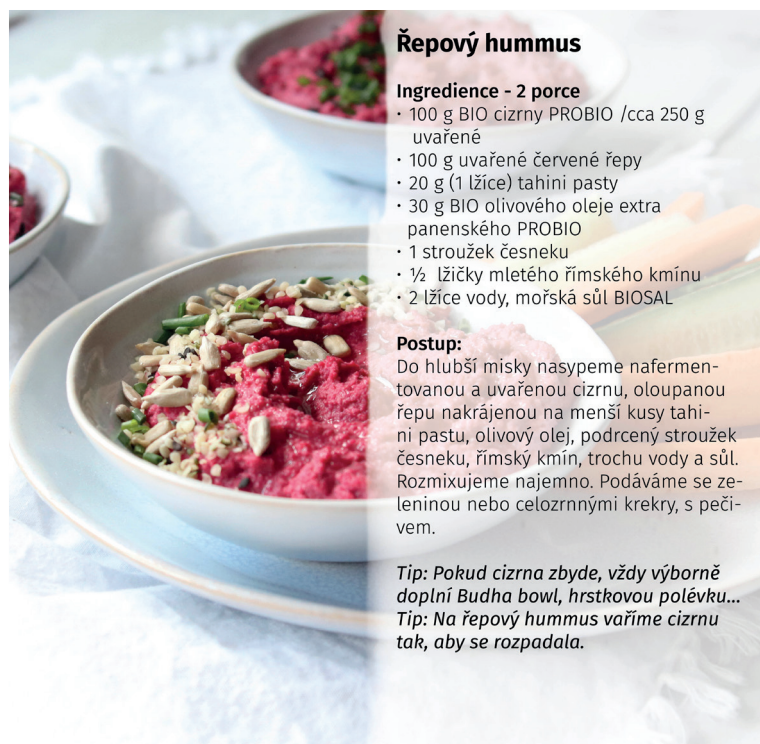 Řepový hummus
Ingredience - 2 porce
· 100 g BIO cizrny PROBIO /cca 250 g
uvařené
· 100 g uvařené červené řepy
· 20 g (1 lžíce) tahini pasty
· 30 g BIO olivového oleje extra
panenského PROBIO
· 1 stroužek česneku
· ½ lžičky mletého římského kmínu
· 2 lžíce vody, mořská sůl BIOSAL
Postup:
Do hlubší misky nasypeme nafermen-
tovanou a uvařenou cizrnu, oloupanou
řepu nakrájenou na menší kusy tahi-
ni pastu, olivový olej, podrcený stroužek
česneku, římský kmín, trochu vody a sůl.
Rozmixujeme najemno. Podáváme se ze-
leninou nebo celozrnnými krekry, s peči-
vem.
Tip: Pokud cizrna zbyde, vždy výborně
doplní Budha bowl, hrstkovou polévku...
Tip: Na řepový hummus vaříme cizrnu
tak, aby se rozpadala.